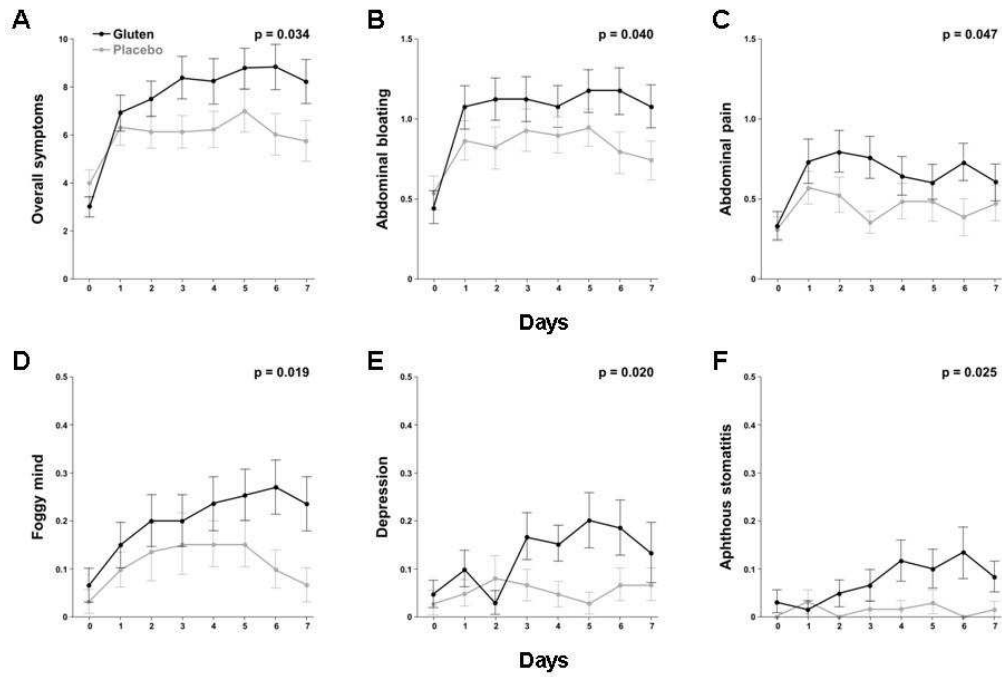 A
Gluten
Placebo
p = 0.034
Overall symptoms
10
8
6
4
2
0
0 1 2 3 4 5 6 7
B
p = 0.040
Abdominal bloating
1.5
1.0
0.5
0.0
0 1 2 3 4 5 6 7
C
p = 0.047
Abdominal pain
1.5
1.0
0.5
0.0
0 1 2 3 4 5 6 7
Days
D
p = 0.019
Foggy mind
0.5
0.4
0.3
0.2
0.1
0
0 1 2 3 4 5 6 7
E
p = 0.020
Depression
0.5
0.4
0.3
0.2
0.1
0
0 1 2 3 4 5 6 7
F
p = 0.025
Aphthous stomatitis
0.5
0.4
0.3
0.2
0.1
0
0 1 2 3 4 5 6 7
Days